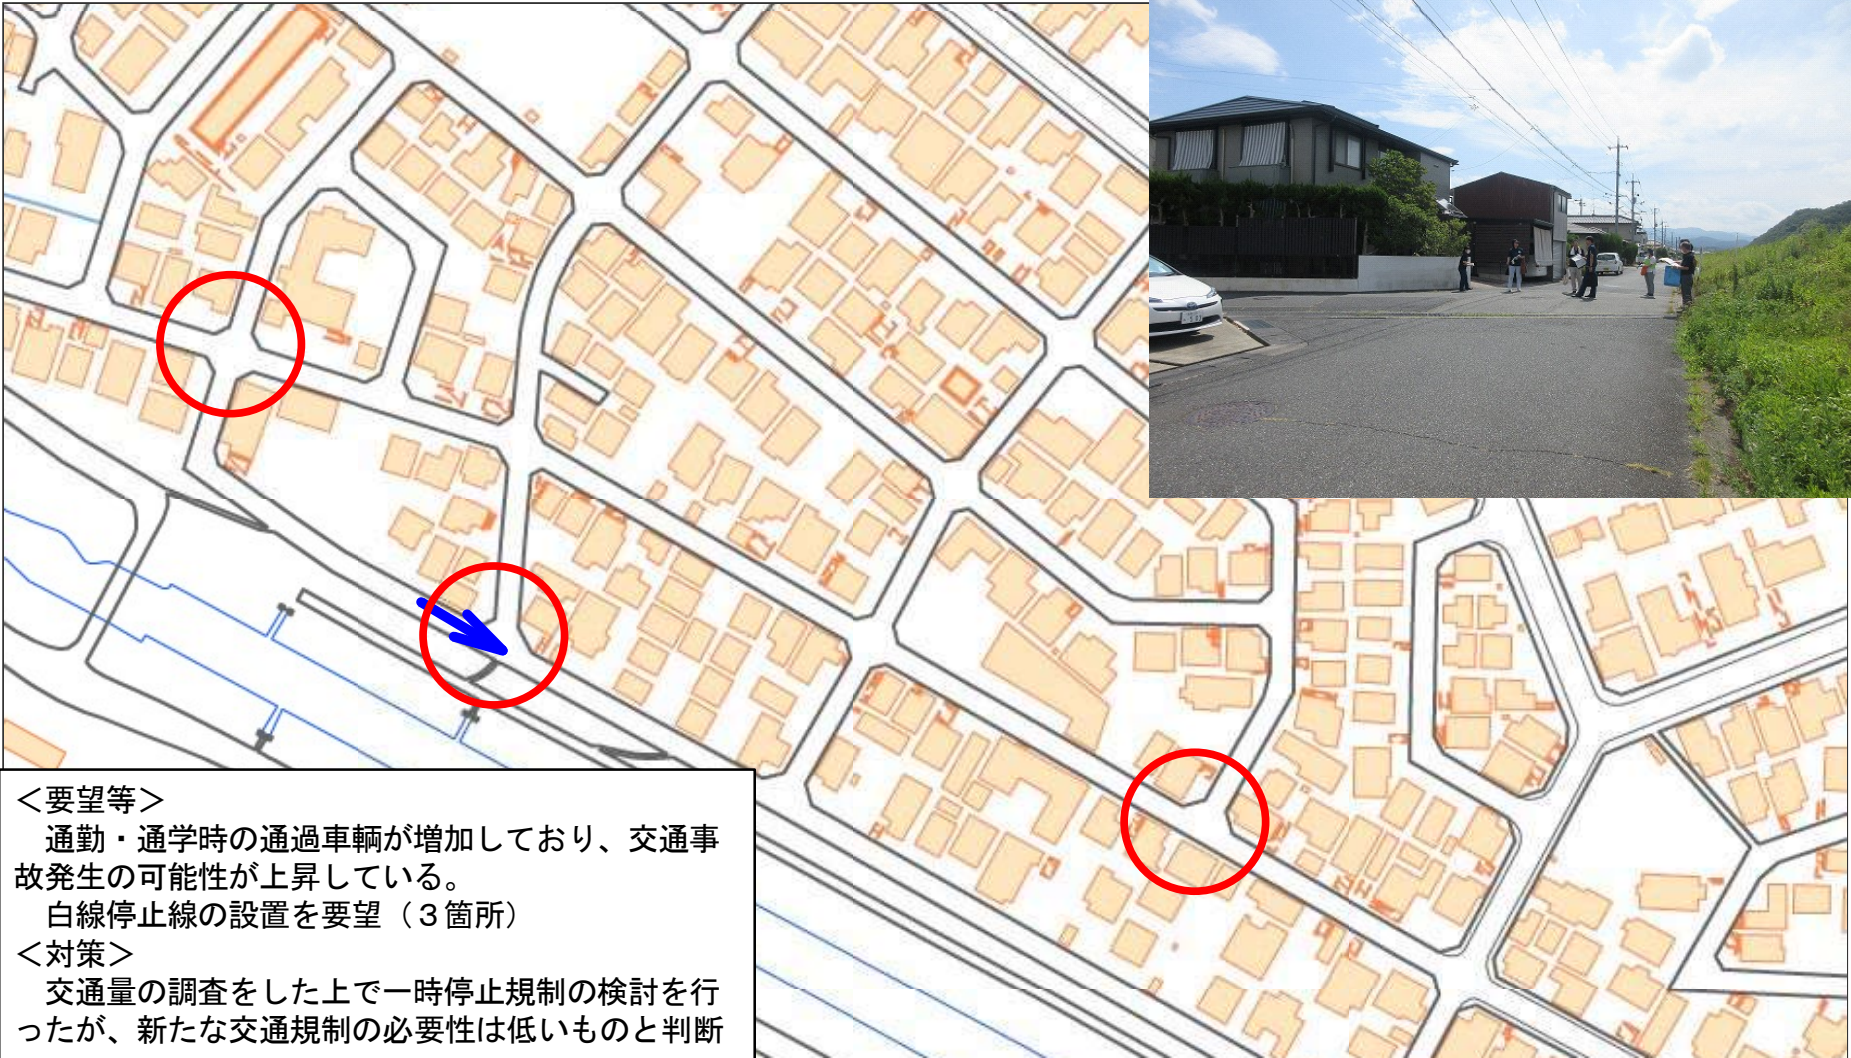 ＜要望等＞
　通勤・通学時の通過車輌が増加しており、交通事
故発生の可能性が上昇している。
　白線停止線の設置を要望（３箇所）
＜対策＞
　交通量の調査をした上で一時停止規制の検討を行
ったが、新たな交通規制の必要性は低いものと判断